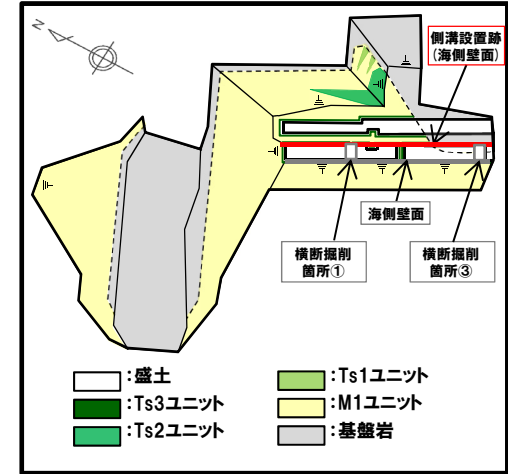 N
側溝設置跡
(海側壁面)
海側壁面
横断掘削
箇所①
横断掘削
箇所③
:盛土
:Ts3ユニット
:Ts2ユニット
:Ts1ユニット
:M1ユニット
:基盤岩